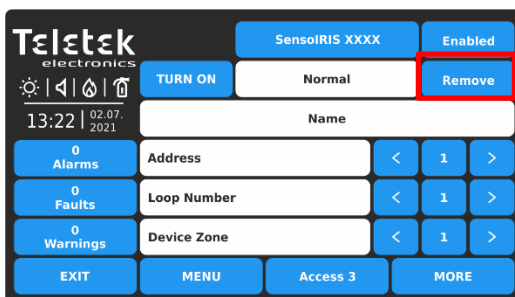 Teletek
electronics
SensoIRIS XXXX
Enabled
TURN ON
Normal
Remove
13:22
02.07.
2021
Name
0
Alarms
Address
<
1
>
0
Faults
Loop Number
<
1
>
0
Warnings
Device Zone
<
1
>
EXIT
MENU
Access 3
MORE